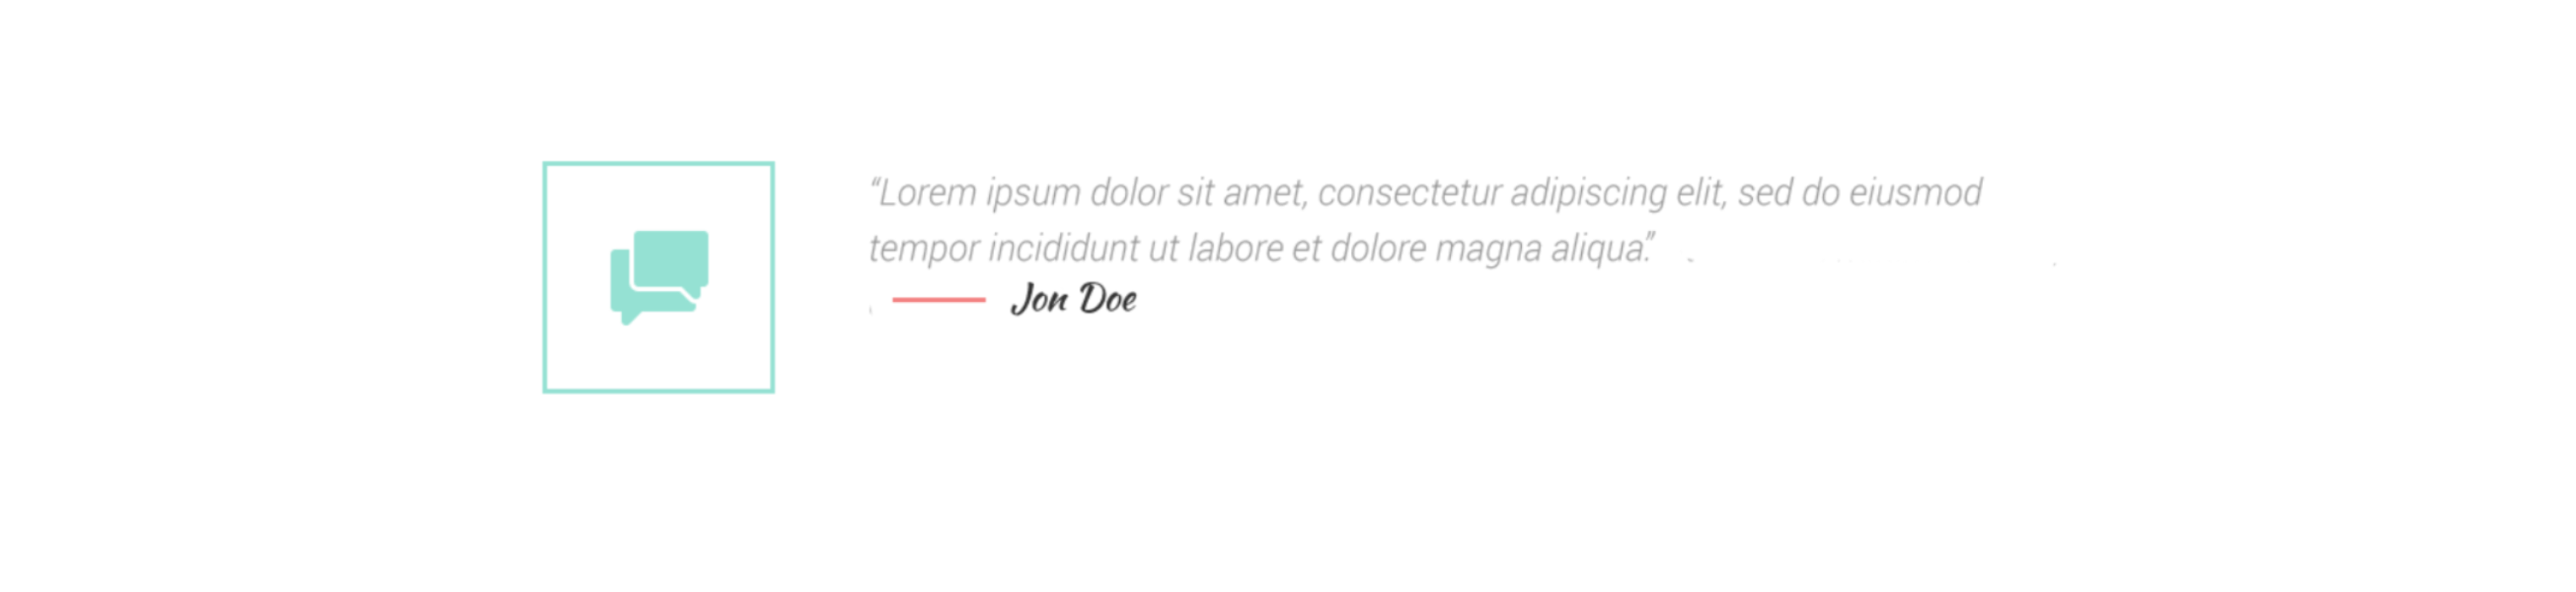 “Lorem ipsum dolor sit amet, consectetur adipiscing elit, sed do eiusmod
tempor incididunt ut labore et dolore magna aliqua.”
Jon Doe